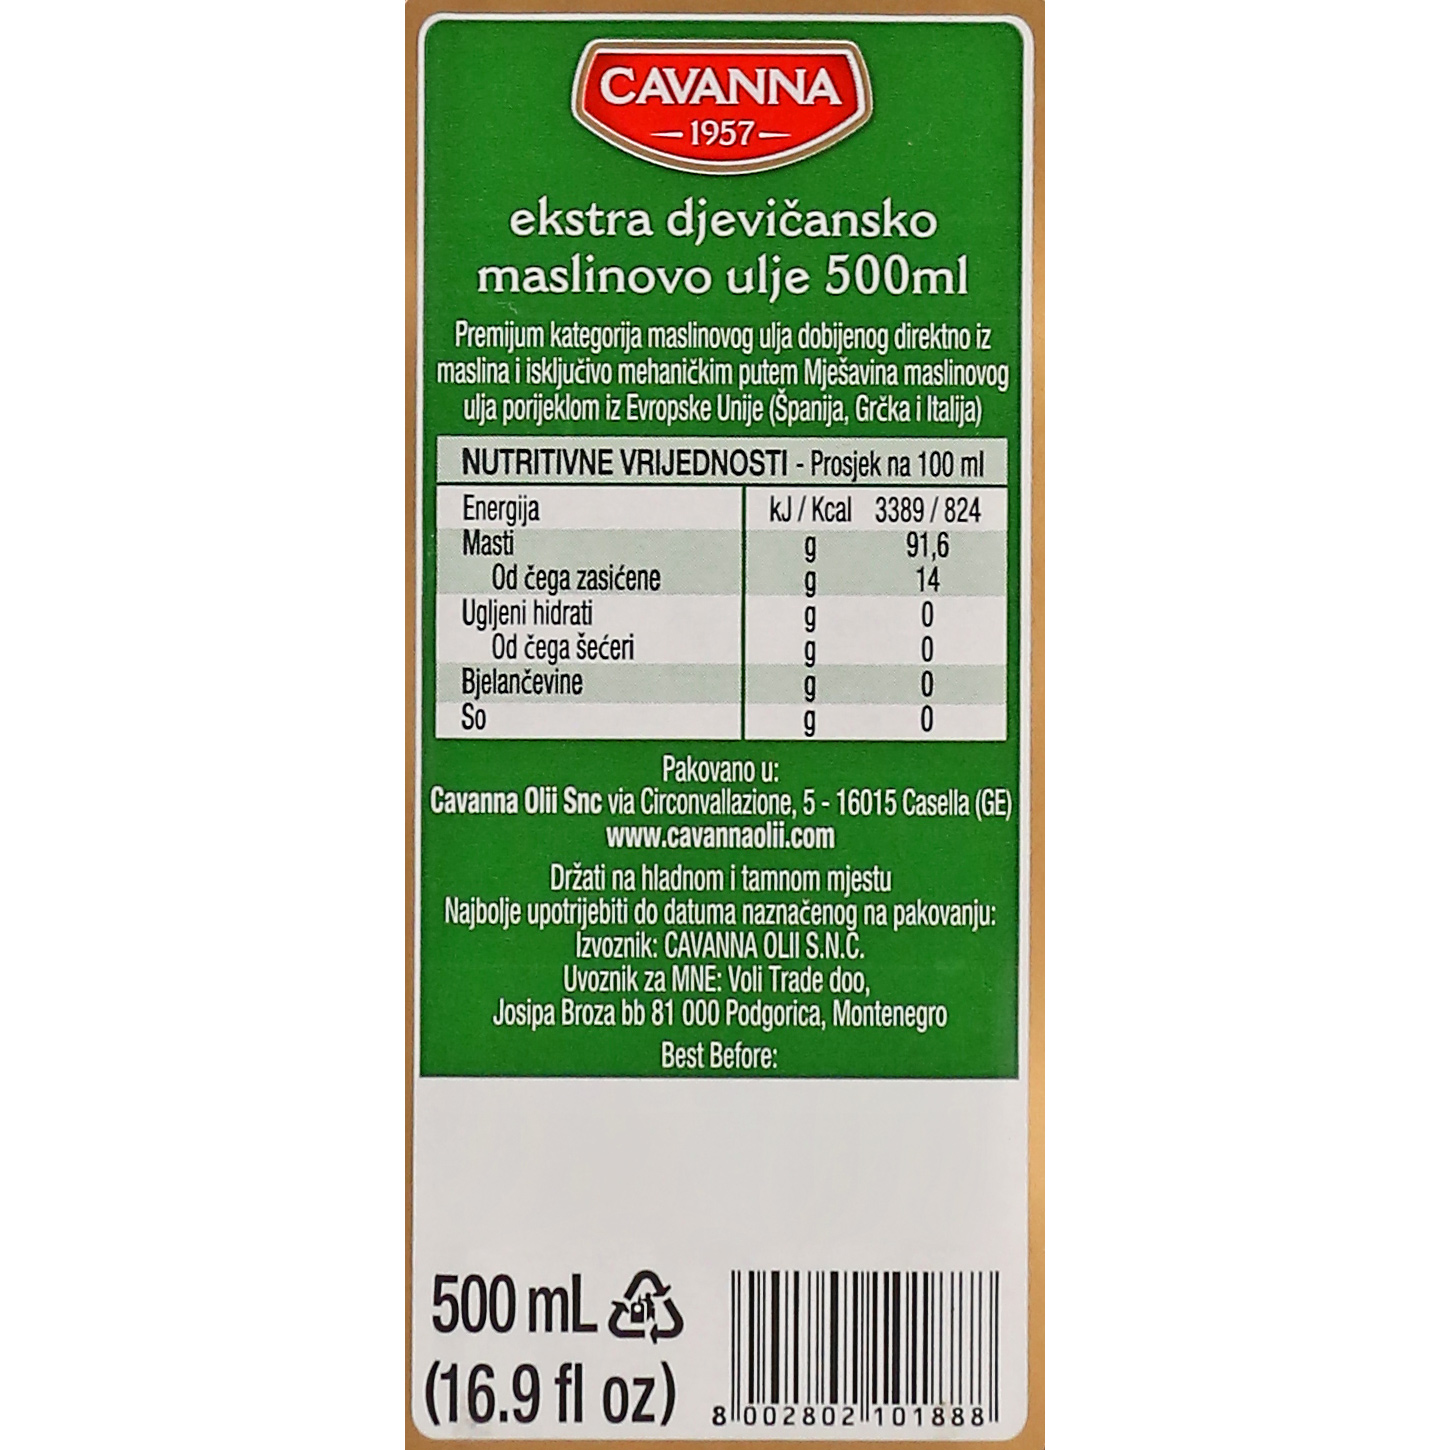 CAVANNA
1957
ekstra djevičansko
maslinovo ulje 500ml
Premijum kategorija maslinovog ulja dobijenog direktno iz
maslina i isključivo mehaničkim putem Mješavina maslinovog
ulja porijeklom iz Evropske Unije (Španija, Grčka i Italija)
NUTRITIVNE VRIJEDNOSTI - Prosjek na 100 ml
Energija kJ / Kcal 3389 / 824
Masti g 91,6
Od čega zasićene g 14
Ugljeni hidrati g 0
Od čega šećeri g 0
Bjelančevine g 0
So g 0
Pakovano u:
Cavanna Olii Snc via Circonvallazione, 5 - 16015 Casella (GE)
www.cavannaolii.com
Držati na hladnom i tamnom mjestu
Najbolje upotrijebiti do datuma naznačenog na pakovanju:
Izvoznik: CAVANNA OLII S.N.C.
Uvoznik za MNE: Voli Trade doo,
Josipa Broza bb 81 000 Podgorica, Montenegro
Best Before:
500 mL
(16.9 fl oz)
8 002802 101888